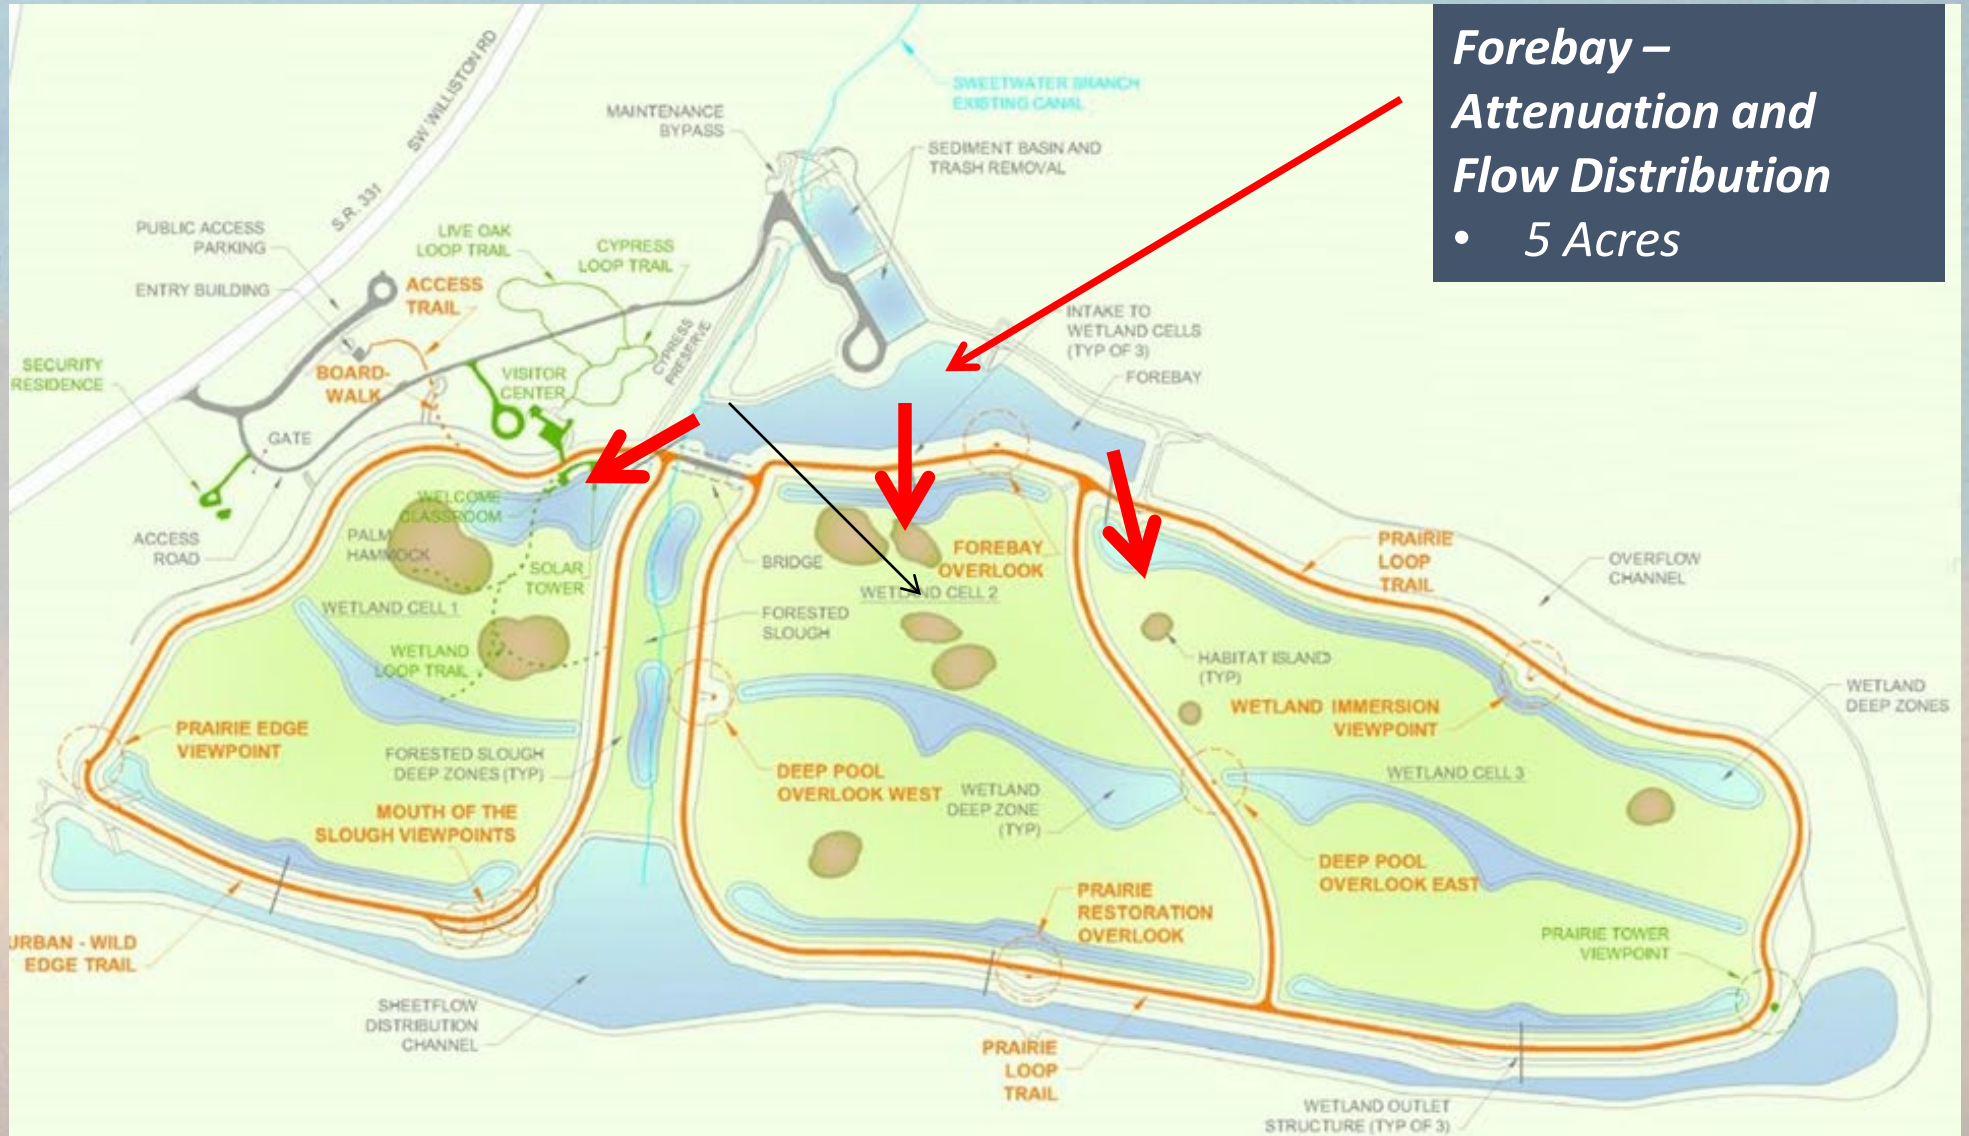 Forebay –
Attenuation and
Flow Distribution
• 5 Acres
SW WILLISTON RD
S.R. 331
SWEETWATER BRANCH
EXISTING CANAL
MAINTENANCE
BYPASS
SEDIMENT BASIN AND
TRASH REMOVAL
PUBLIC ACCESS
PARKING
LIVE OAK
LOOP TRAIL
CYPRESS
LOOP TRAIL
ENTRY BUILDING
ACCESS
TRAIL
CYPRESS
PRESERVE
INTAKE TO
WETLAND CELLS
(TYP OF 3)
SECURITY
RESIDENCE
BOARD-
WALK
VISITOR
CENTER
FOREBAY
GATE
WELCOME
CLASSROOM
ACCESS
ROAD
PALM
HAMMOCK
SOLAR
TOWER
BRIDGE
FOREBAY
OVERLOOK
PRAIRIE
LOOP
TRAIL
OVERFLOW
CHANNEL
WETLAND CELL 1
WETLAND CELL 2
FORESTED
SLOUGH
WETLAND
LOOP TRAIL
HABITAT ISLAND
(TYP)
WETLAND IMMERSION
VIEWPOINT
WETLAND
DEEP ZONES
PRAIRIE EDGE
VIEWPOINT
FORESTED SLOUGH
DEEP ZONES (TYP)
DEEP POOL
OVERLOOK WEST
WETLAND
DEEP ZONE
(TYP)
WETLAND CELL 3
MOUTH OF THE
SLOUGH VIEWPOINTS
DEEP POOL
OVERLOOK EAST
PRAIRIE
RESTORATION
OVERLOOK
URBAN - WILD
EDGE TRAIL
PRAIRIE TOWER
VIEWPOINT
SHEETFLOW
DISTRIBUTION
CHANNEL
PRAIRIE
LOOP
TRAIL
WETLAND OUTLET
STRUCTURE (TYP OF 3)